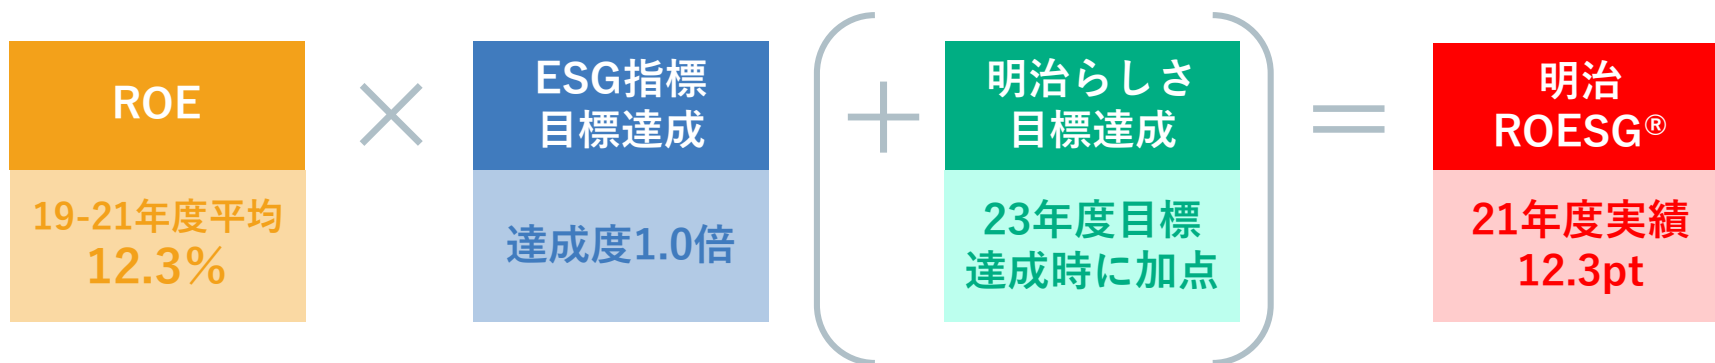 ROE
19-21年度平均
12.3%
×
ESG指標
目標達成
達成度1.0倍
(+
明治らしさ
目標達成
23年度目標
達成時に加点
)
=
明治
ROESG®
21年度実績
12.3pt